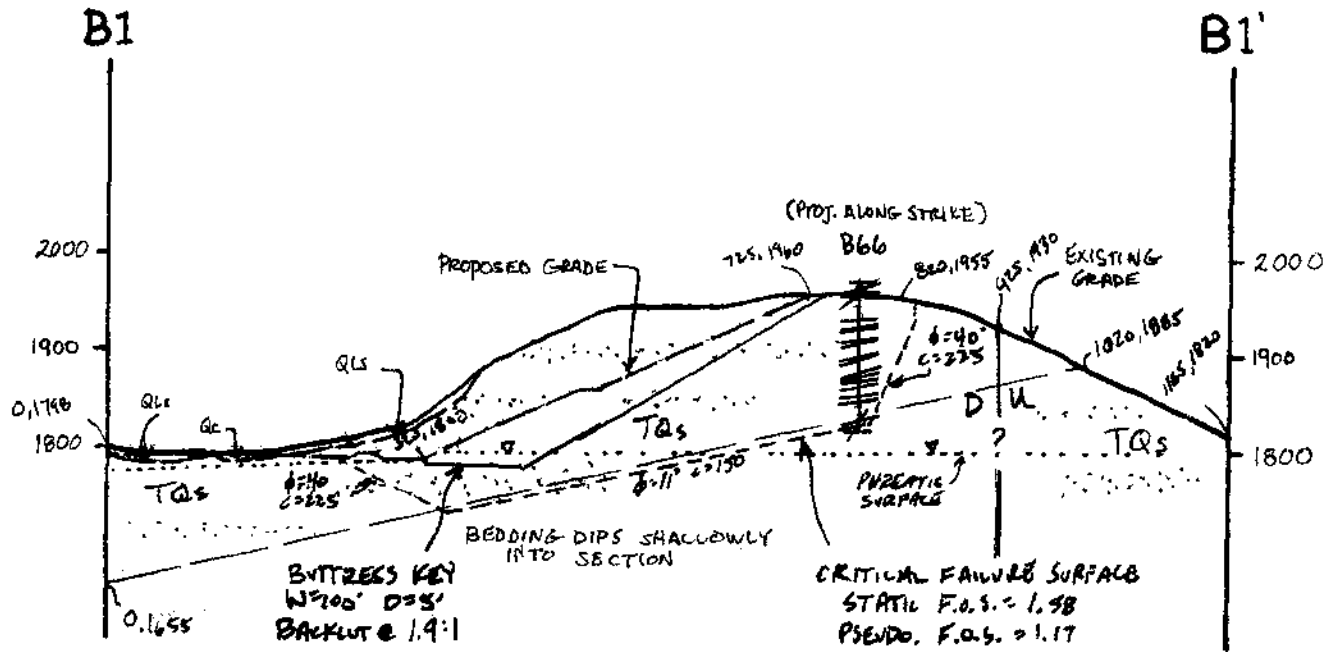 B1
B1'
(PROJ. ALONG STRIKE)
B66
2000
PROPOSED GRADE
725,1960
820,1955
925,1930
EXISTING
GRADE
2000
1900
QLS
φ=40°
C=225
1020,1885
1165,1820
1900
0,1798
QLS
QC
1800
TQs
D U
TQs
φ=40
C=225
TQs
φ=11° C=150
?
PHREATIC
SURFACE
1800
BEDDING DIPS SHALLOWLY
INTO SECTION
0,1655
BUTTRESS KEY
W=200' D=5'
BACKCUT @ 1.9:1
CRITICAL FAILURE SURFACE
STATIC F.O.S. = 1.58
PSEUDO. F.O.S. = 1.17